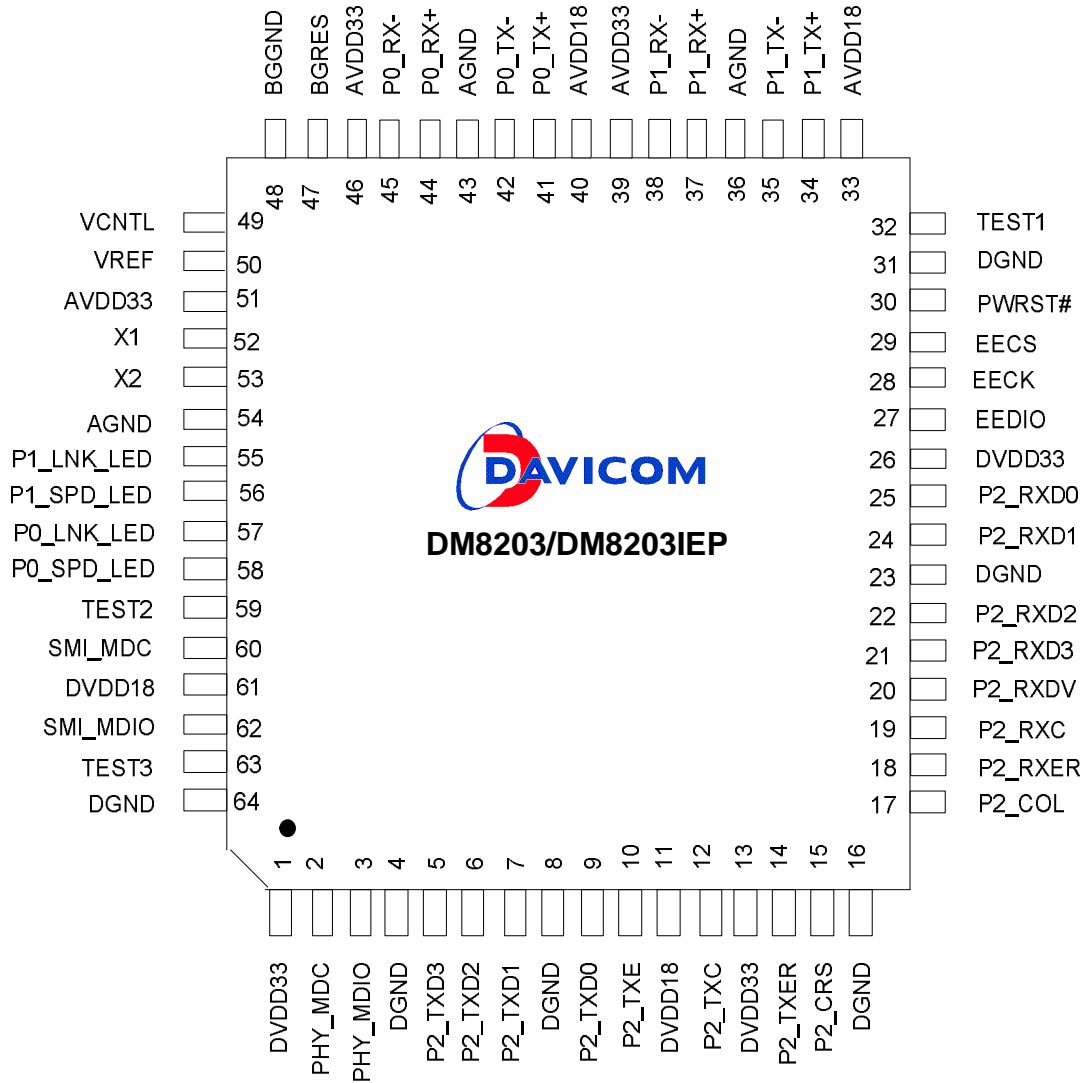 BGGND
BGRES
AVDD33
P0_RX-
P0_RX+
AGND
P0_TX-
P0_TX+
AVDD18
AVDD33
P1_RX-
P1_RX+
AGND
P1_TX-
P1_TX+
AVDD18
48 47 46 45 44 43 42 41 40 39 38 37 36 35 34 33
VCNTL 49
VREF 50
AVDD33 51
X1 52
X2 53
AGND 54
P1_LNK_LED 55
P1_SPD_LED 56
P0_LNK_LED 57
P0_SPD_LED 58
TEST2 59
SMI_MDC 60
DVDD18 61
SMI_MDIO 62
TEST3 63
DGND 64
DAVICOM
DM8203/DM8203IEP
32 TEST1
31 DGND
30 PWRST#
29 EECS
28 EECK
27 EEDIO
26 DVDD33
25 P2_RXD0
24 P2_RXD1
23 DGND
22 P2_RXD2
21 P2_RXD3
20 P2_RXDV
19 P2_RXC
18 P2_RXER
17 P2_COL
1 2 3 4 5 6 7 8 9 10 11 12 13 14 15 16
DVDD33
PHY_MDC
PHY_MDIO
DGND
P2_TXD3
P2_TXD2
P2_TXD1
DGND
P2_TXD0
P2_TXE
DVDD18
P2_TXC
DVDD33
P2_TXER
P2_CRS
DGND